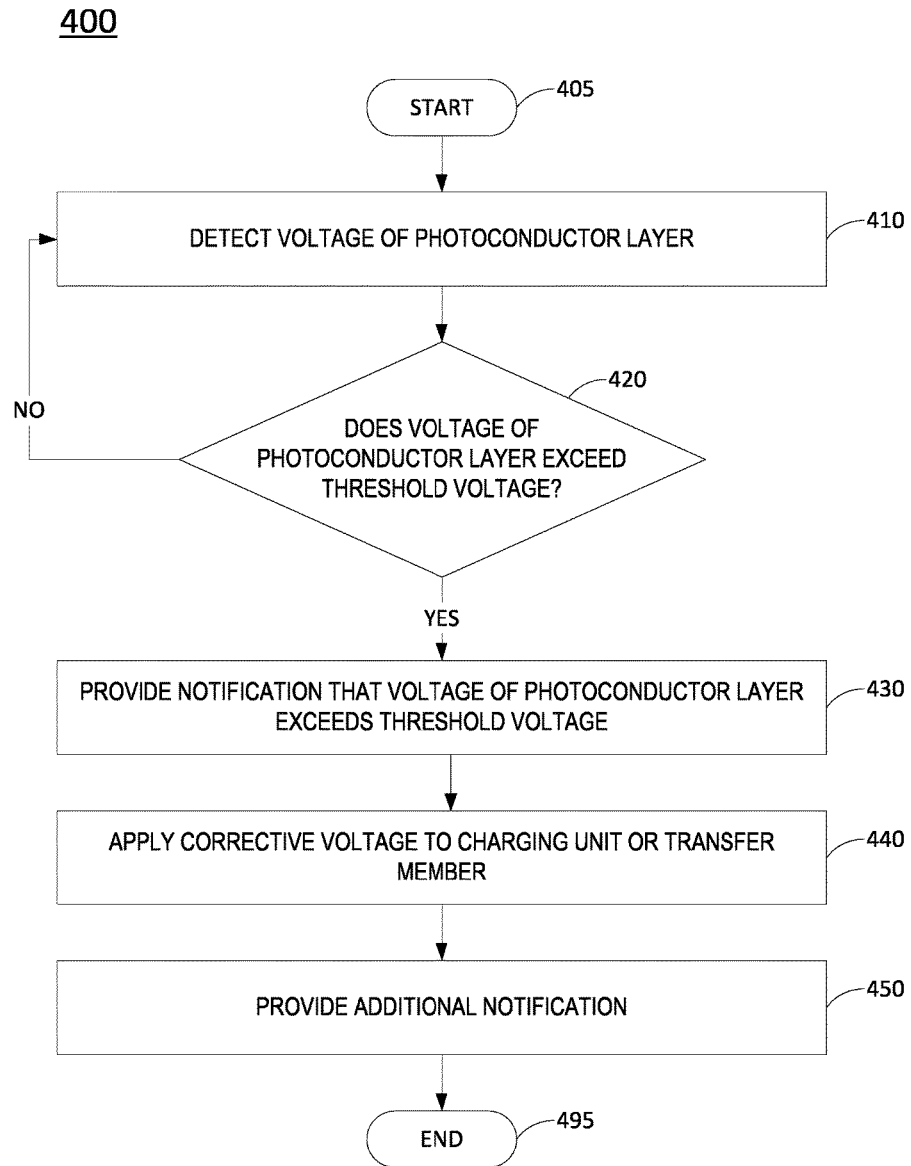 400
START
405
DETECT VOLTAGE OF PHOTOCONDUCTOR LAYER
410
420
NO
DOES VOLTAGE OF
PHOTOCONDUCTOR LAYER EXCEED
THRESHOLD VOLTAGE?
YES
PROVIDE NOTIFICATION THAT VOLTAGE OF PHOTOCONDUCTOR LAYER
EXCEEDS THRESHOLD VOLTAGE
430
APPLY CORRECTIVE VOLTAGE TO CHARGING UNIT OR TRANSFER
MEMBER
440
PROVIDE ADDITIONAL NOTIFICATION
450
END
495